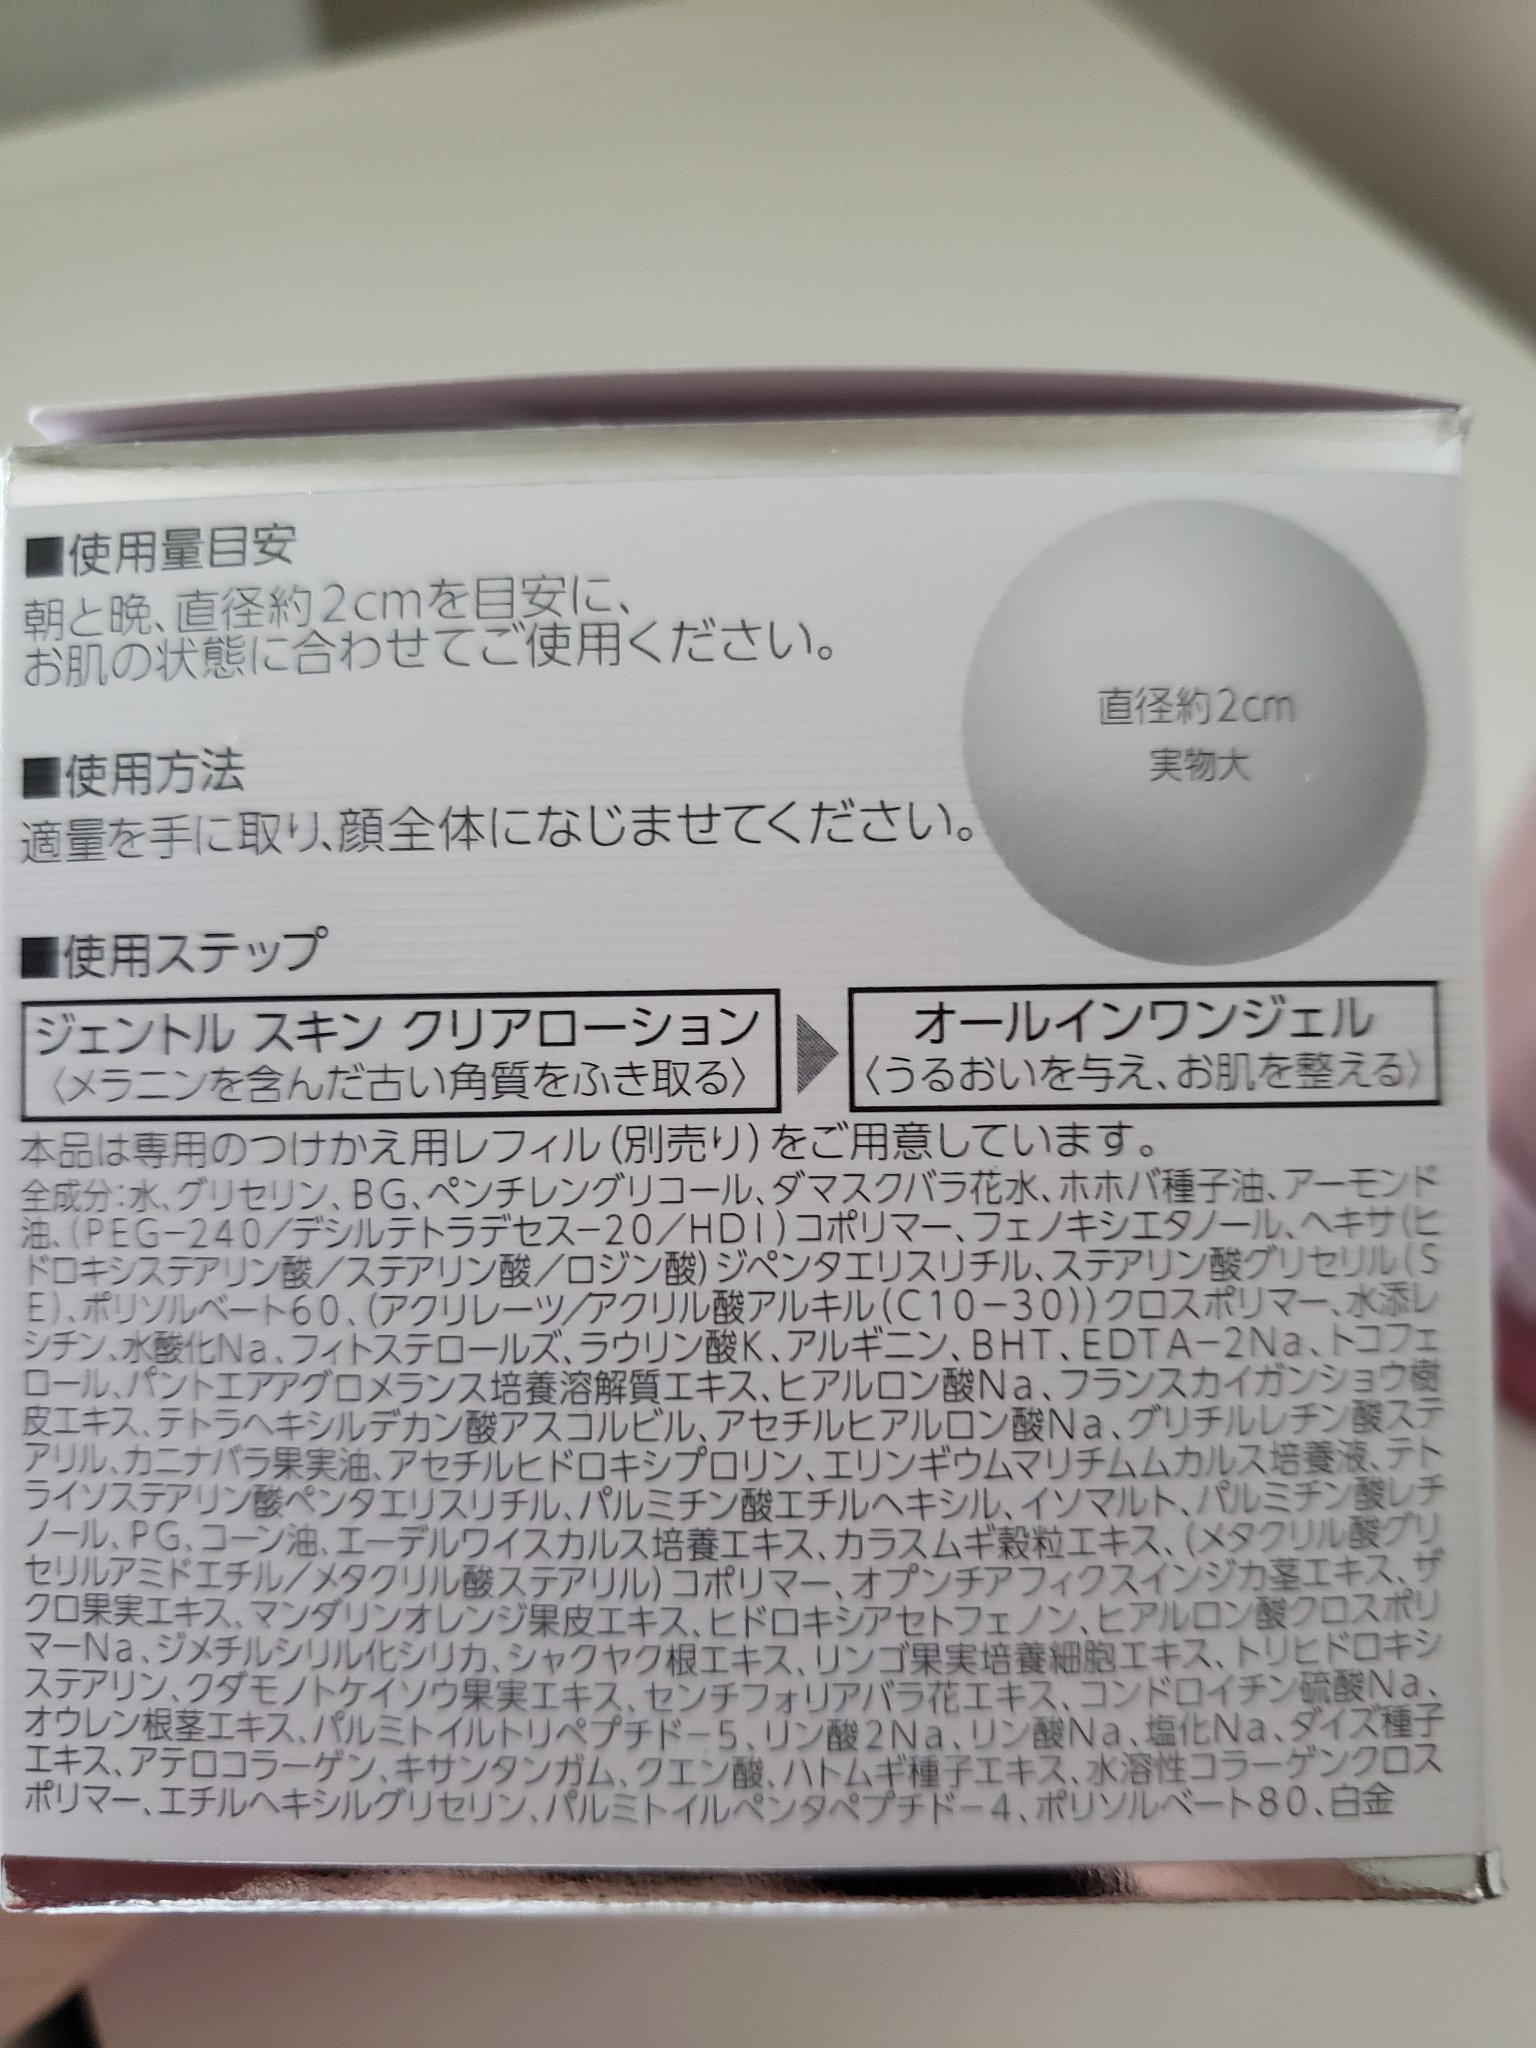 ■使用量目安
朝と晩、直径約2cmを目安に、
お肌の状態に合わせてご使用ください。
直径約2cm
実物大
■使用方法
適量を手に取り、顔全体になじませてください。
■使用ステップ
ジェントル スキン クリアローション
〈メラニンを含んだ古い角質をふき取る〉
オールインワンジェル
〈うるおいを与え、お肌を整える〉
本品は専用のつけかえ用レフィル(別売り)をご用意しています。
全成分:水、グリセリン、BG、ペンチレングリコール、ダマスクバラ花水、ホホバ種子油、アーモンド
油、(PEG-240/デシルテトラデセス-20/HDI)コポリマー、フェノキシエタノール、ヘキサ(ヒ
ドロキシステアリン酸/ステアリン酸/ロジン酸)ジペンタエリスリチル、ステアリン酸グリセリル(S
E)、ポリソルベート60、(アクリレーツ/アクリル酸アルキル(C10-30))クロスポリマー、水添レ
シチン、水酸化Na、フィトステロールズ、ラウリン酸K、アルギニン、BHT、EDTA-2Na、トコフェ
ロール、パントエアアグロメランス培養溶解質エキス、ヒアルロン酸Na、フランスカイガンショウ樹
皮エキス、テトラヘキシルデカン酸アスコルビル、アセチルヒアルロン酸Na、グリチルレチン酸ステ
アリル、カニナバラ果実油、アセチルヒドロキシプロリン、エリンギウムマリチムムカルス培養液、テト
ライソステアリン酸ペンタエリスリチル、パルミチン酸エチルヘキシル、イソマルト、パルミチン酸レチ
ノール、PG、コーン油、エーデルワイスカルス培養エキス、カラスムギ穀粒エキス、(メタクリル酸グリ
セリルアミドエチル/メタクリル酸ステアリル)コポリマー、オプンチアフィクスインジカ茎エキス、ザ
クロ果実エキス、マンダリンオレンジ果皮エキス、ヒドロキシアセトフェノン、ヒアルロン酸クロスポリ
マーNa、ジメチルシリル化シリカ、シャクヤク根エキス、リンゴ果実培養細胞エキス、トリヒドロキシ
ステアリン、クダモノトケイソウ果実エキス、センチフォリアバラ花エキス、コンドロイチン硫酸Na、
オウレン根茎エキス、パルミトイルトリペプチド-5、リン酸2Na、リン酸Na、塩化Na、ダイズ種子
エキス、アテロコラーゲン、キサンタンガム、クエン酸、ハトムギ種子エキス、水溶性コラーゲンクロス
ポリマー、エチルヘキシルグリセリン、パルミトイルペンタペプチド-4、ポリソルベート80、白金